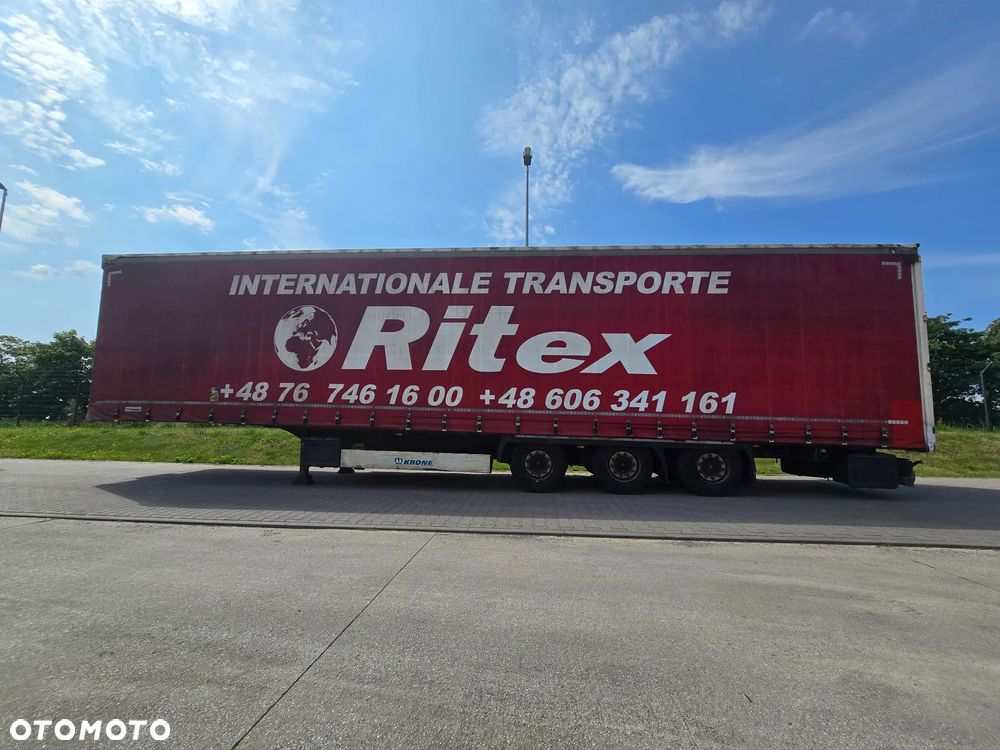 INTERNATIONALE TRANSPORTE
Ritex
+48 76 746 16 00 +48 606 341 161
KRONE
OTOMOTO